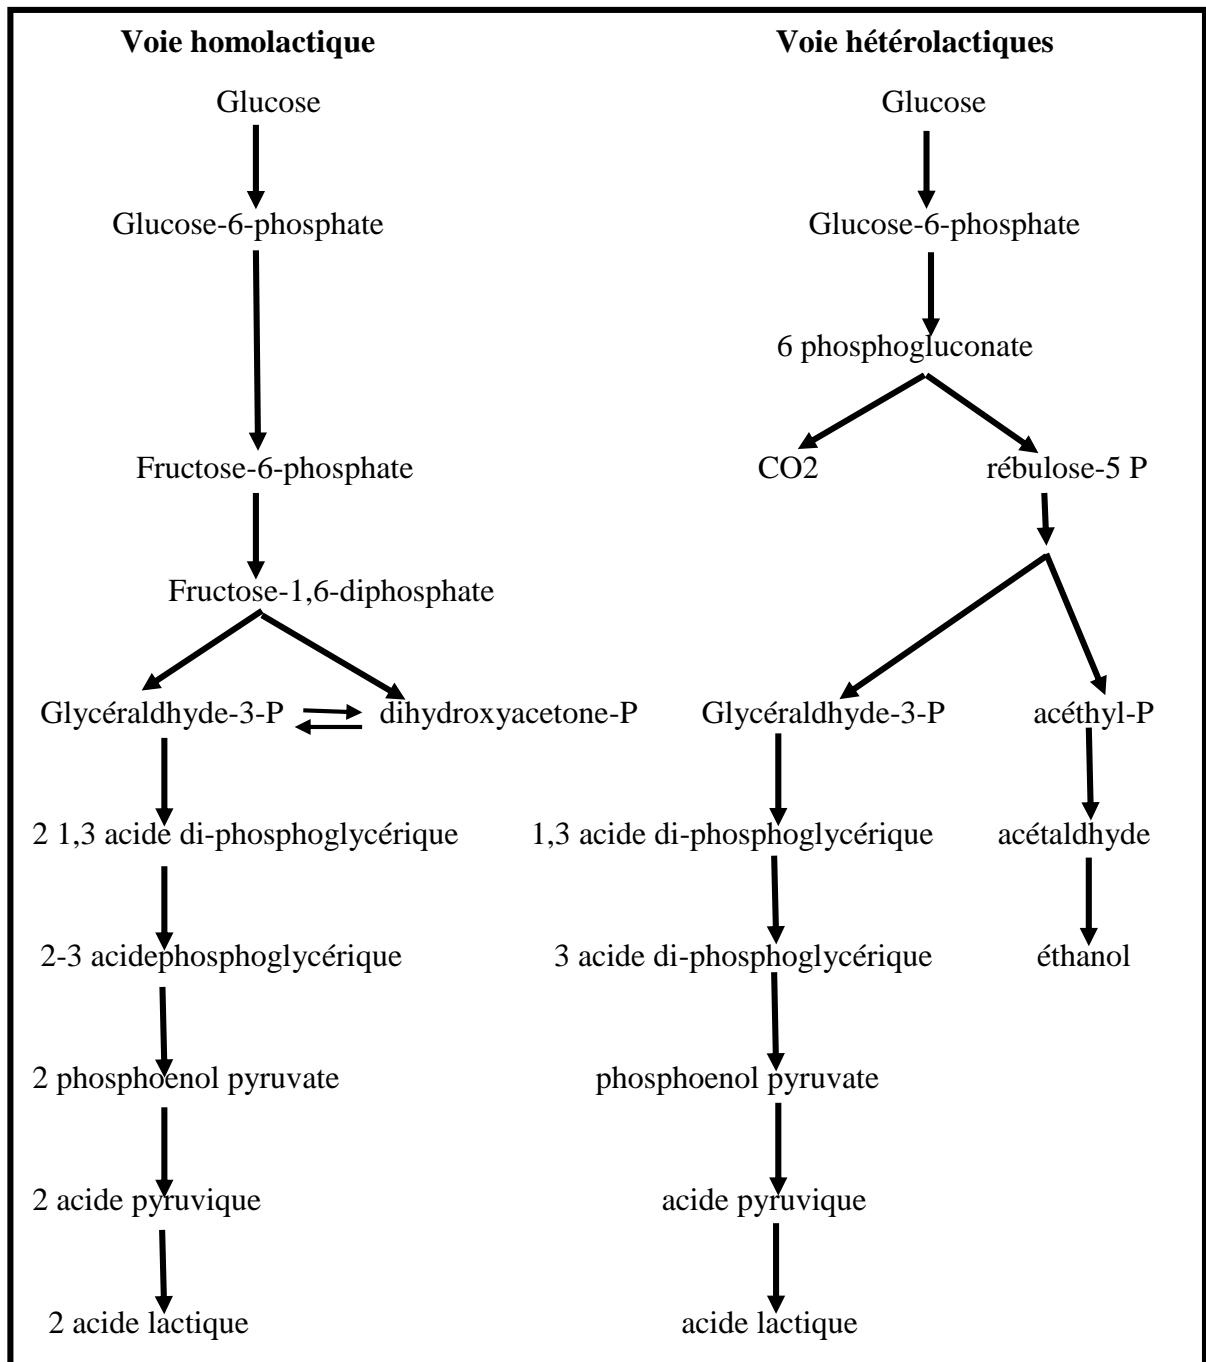 Voie homolactique
Voie hétérolactiques
Glucose
Glucose
Glucose-6-phosphate
Glucose-6-phosphate
6 phosphogluconate
Fructose-6-phosphate
CO2
rébulose-5 P
Fructose-1,6-diphosphate
Glycéraldhyde-3-P
dihydroxyacetone-P
Glycéraldhyde-3-P
acéthyl-P
2 1,3 acide di-phosphoglycérique
1,3 acide di-phosphoglycérique
acétaldhyde
2-3 acidephosphoglycérique
3 acide di-phosphoglycérique
éthanol
2 phosphoenol pyruvate
phosphoenol pyruvate
2 acide pyruvique
acide pyruvique
2 acide lactique
acide lactique